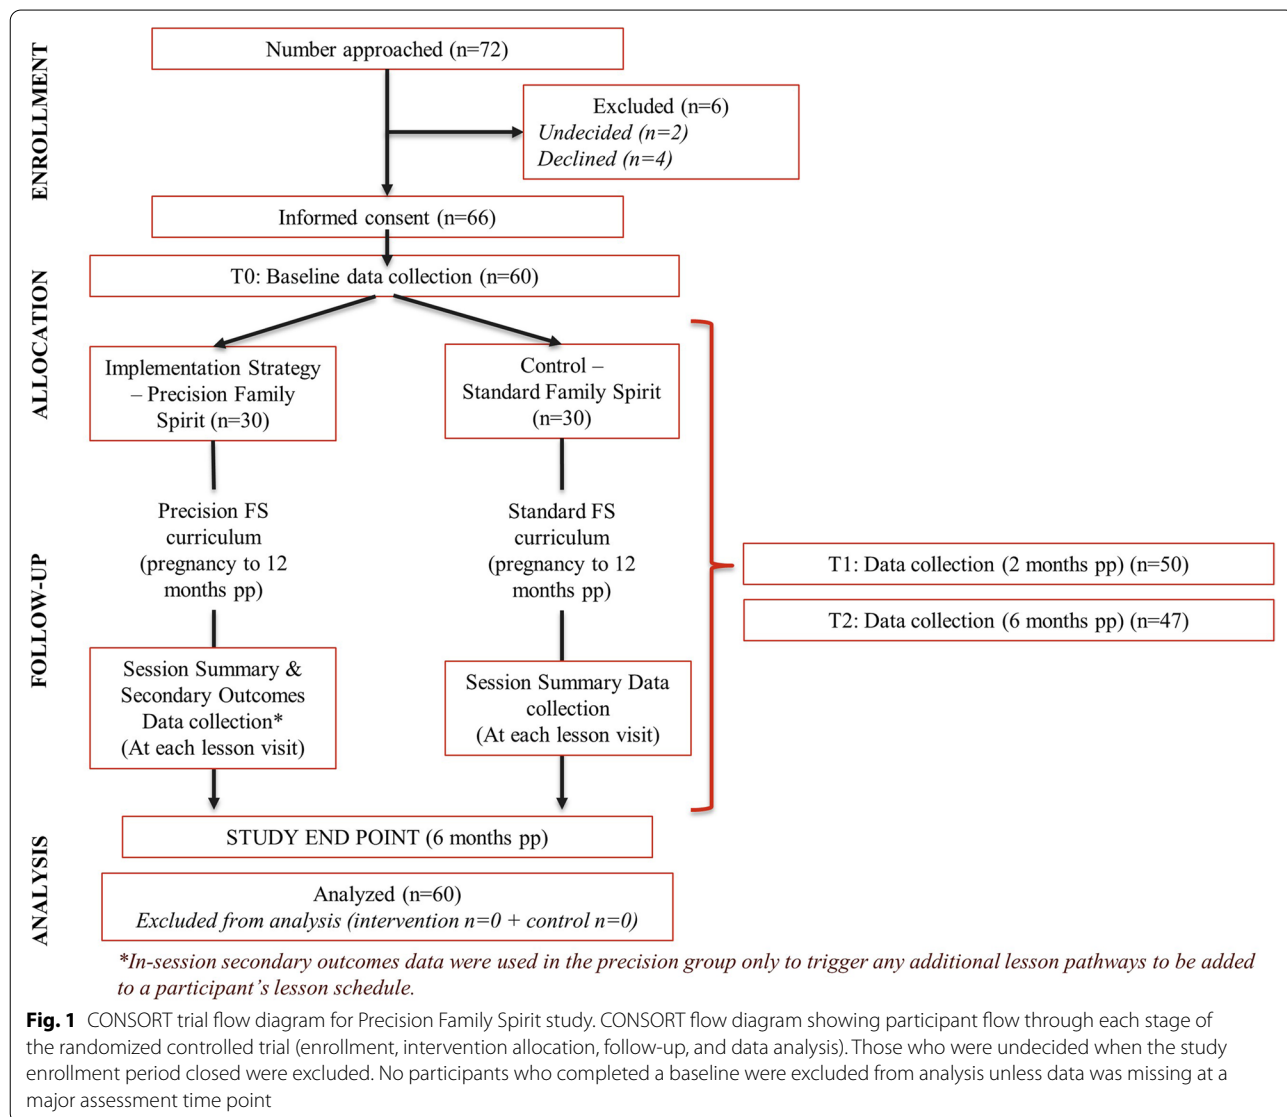 ENROLLMENT
Number approached (n=72)
Excluded (n=6)
Undecided (n=2)
Declined (n=4)
Informed consent (n=66)
ALLOCATION
T0: Baseline data collection (n=60)
Implementation Strategy
– Precision Family
Spirit (n=30)
Control –
Standard Family Spirit
(n=30)
FOLLOW-UP
Precision FS
curriculum
(pregnancy to 12
months pp)
Standard FS
curriculum
(pregnancy to 12
months pp)
T1: Data collection (2 months pp) (n=50)
T2: Data collection (6 months pp) (n=47)
Session Summary &
Secondary Outcomes
Data collection*
(At each lesson visit)
Session Summary Data
collection
(At each lesson visit)
ANALYSIS
STUDY END POINT (6 months pp)
Analyzed (n=60)
Excluded from analysis (intervention n=0 + control n=0)
*In-session secondary outcomes data were used in the precision group only to trigger any additional lesson pathways to be added
to a participant's lesson schedule.
Fig. 1 CONSORT trial flow diagram for Precision Family Spirit study. CONSORT flow diagram showing participant flow through each stage of
the randomized controlled trial (enrollment, intervention allocation, follow-up, and data analysis). Those who were undecided when the study
enrollment period closed were excluded. No participants who completed a baseline were excluded from analysis unless data was missing at a
major assessment time point